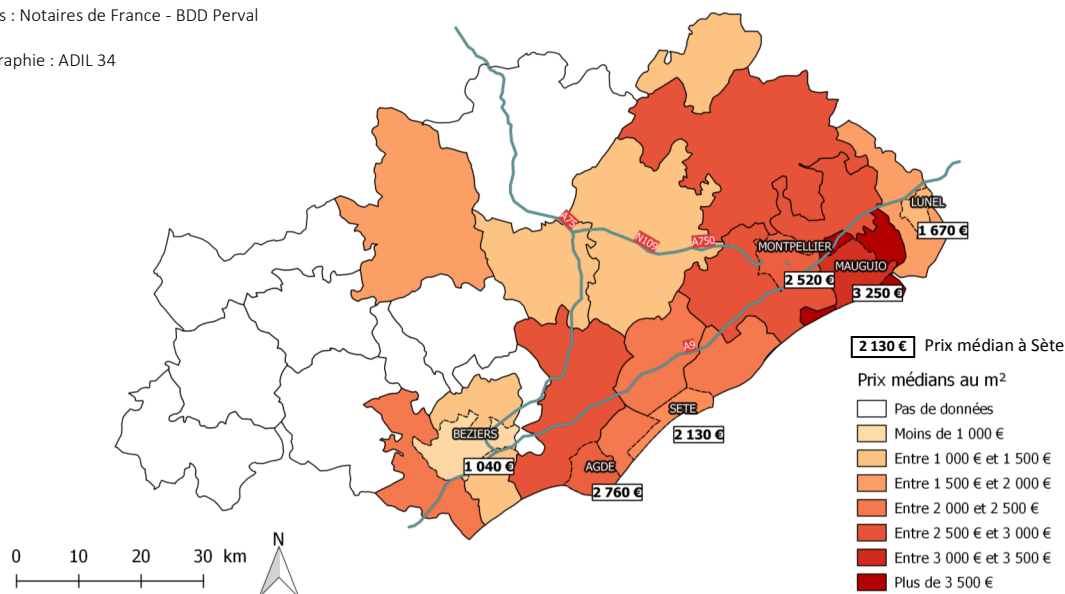 s : Notaires de France - BDD Perval
raphie : ADIL 34
A75
N109
A750
LUNEL
1 670 €
MONTPELLIER
2 520 €
MAUGUIO
3 250 €
A9
SETE
2 130 €
BEZIERS
1 040 €
AGDE
2 760 €
2 130 € Prix médian à Sète
Prix médians au m²
Pas de données
Moins de 1 000 €
Entre 1 000 € et 1 500 €
Entre 1 500 € et 2 000 €
Entre 2 000 et 2 500 €
Entre 2 500 € et 3 000 €
Entre 3 000 € et 3 500 €
Plus de 3 500 €
0 10 20 30 km
N